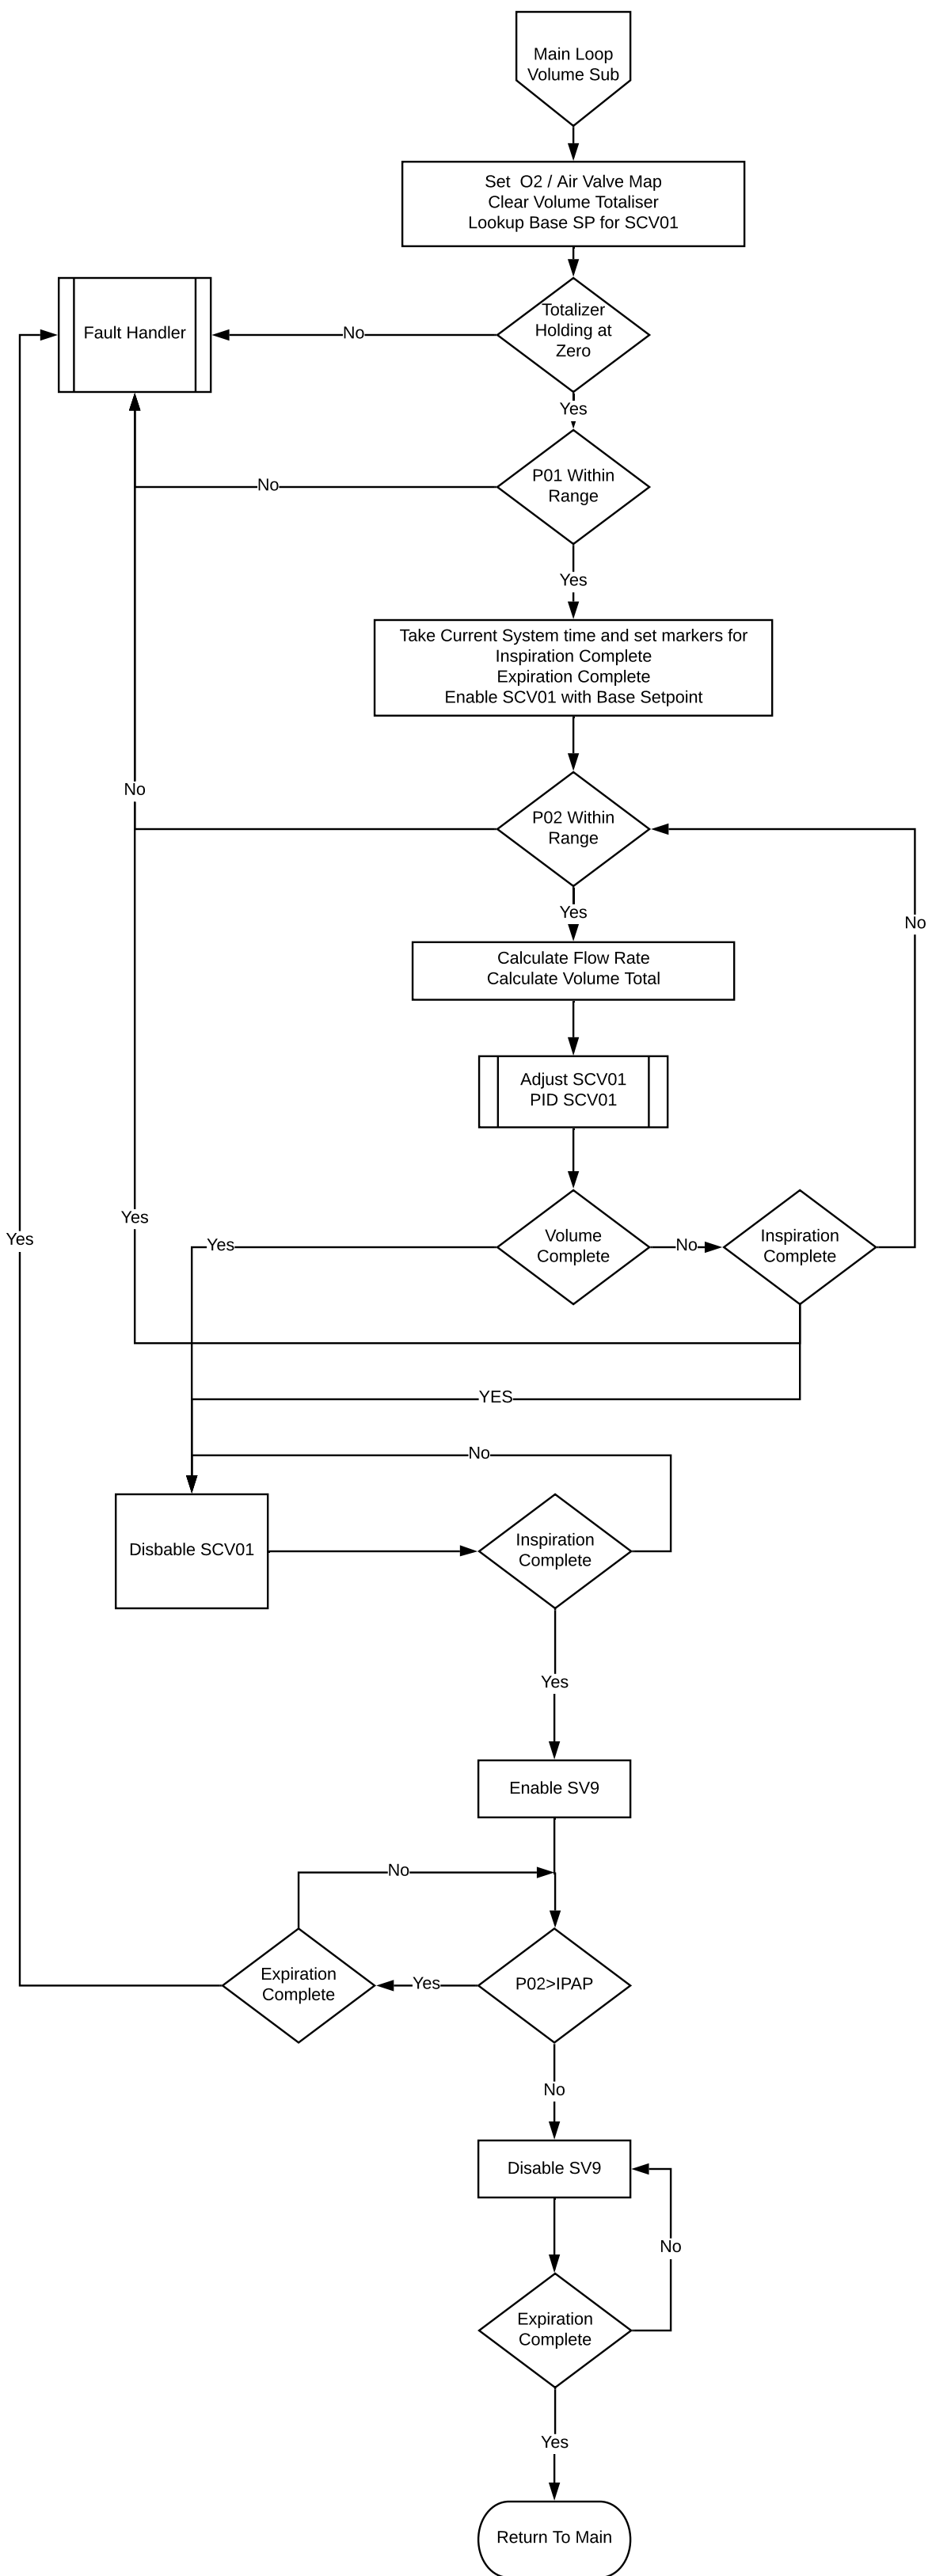 Main Loop
Volume Sub
Set O2 / Air Valve Map
Clear Volume Totaliser
Lookup Base SP for SCV01
Fault Handler
No
Totalizer
Holding at
Zero
Yes
No
P01 Within
Range
Yes
Take Current System time and set markers for
Inspiration Complete
Expiration Complete
Enable SCV01 with Base Setpoint
No
P02 Within
Range
Yes
No
Calculate Flow Rate
Calculate Volume Total
Adjust SCV01
PID SCV01
Yes
Yes
Yes
Volume
Complete
No
Inspiration
Complete
YES
No
Disbable SCV01
Inspiration
Complete
Yes
Enable SV9
No
Expiration
Complete
Yes
P02>IPAP
No
Disable SV9
No
Expiration
Complete
Yes
Return To Main